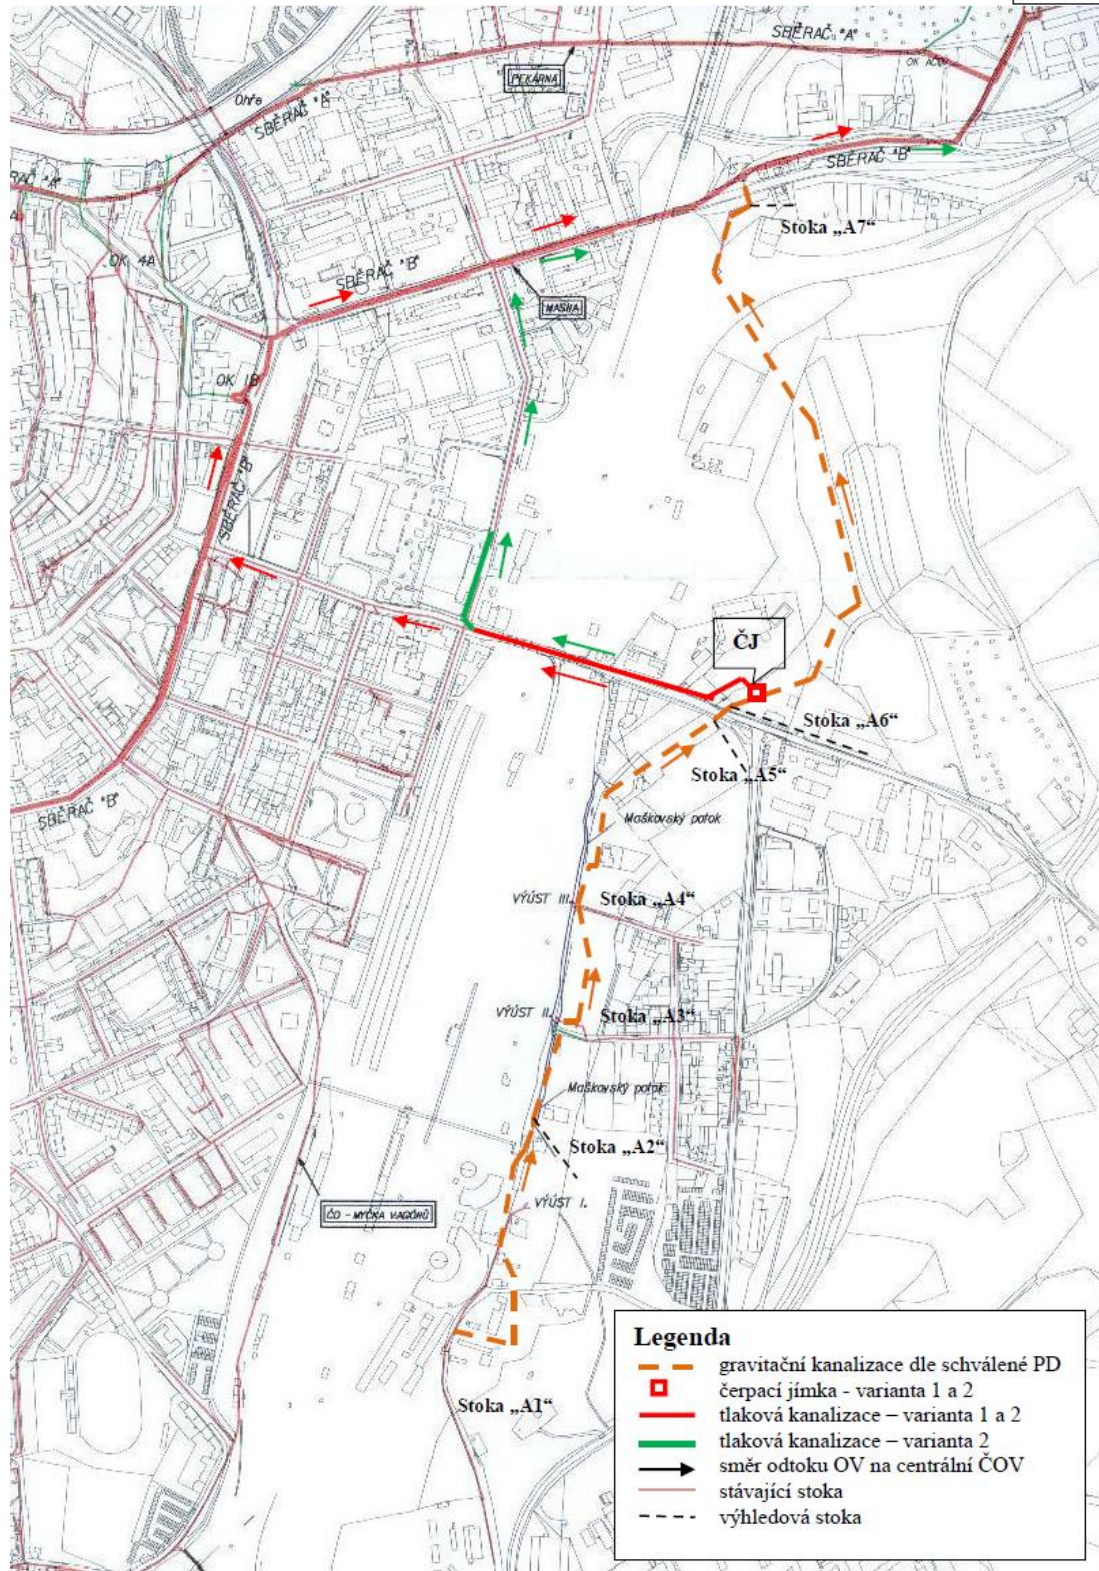 SBĚRAČ "A"
PEKÁRNA
OK AČOV
Ohře
SBĚRAČ "A"
SBĚRAČ "B"
RAČ "A"
Stoka „A7“
OK 4A
SBĚRAČ "B"
MASNA
OK 1B
SBĚRAČ "B"
ČJ
Stoka „A6“
Stoka „A5“
SBĚRAČ "B"
Maškovský potok
VÝÚST III.
Stoka „A4“
VÝÚST II.
Stoka „A3“
Maškovský potok
Stoka „A2“
VÝÚST I.
ČD - MYČKA VAGÓNŮ
Stoka „A1“
Legenda
gravitační kanalizace dle schválené PD
čerpací jímka - varianta 1 a 2
tlaková kanalizace – varianta 1 a 2
tlaková kanalizace – varianta 2
směr odtoku OV na centrální ČOV
stávající stoka
výhledová stoka